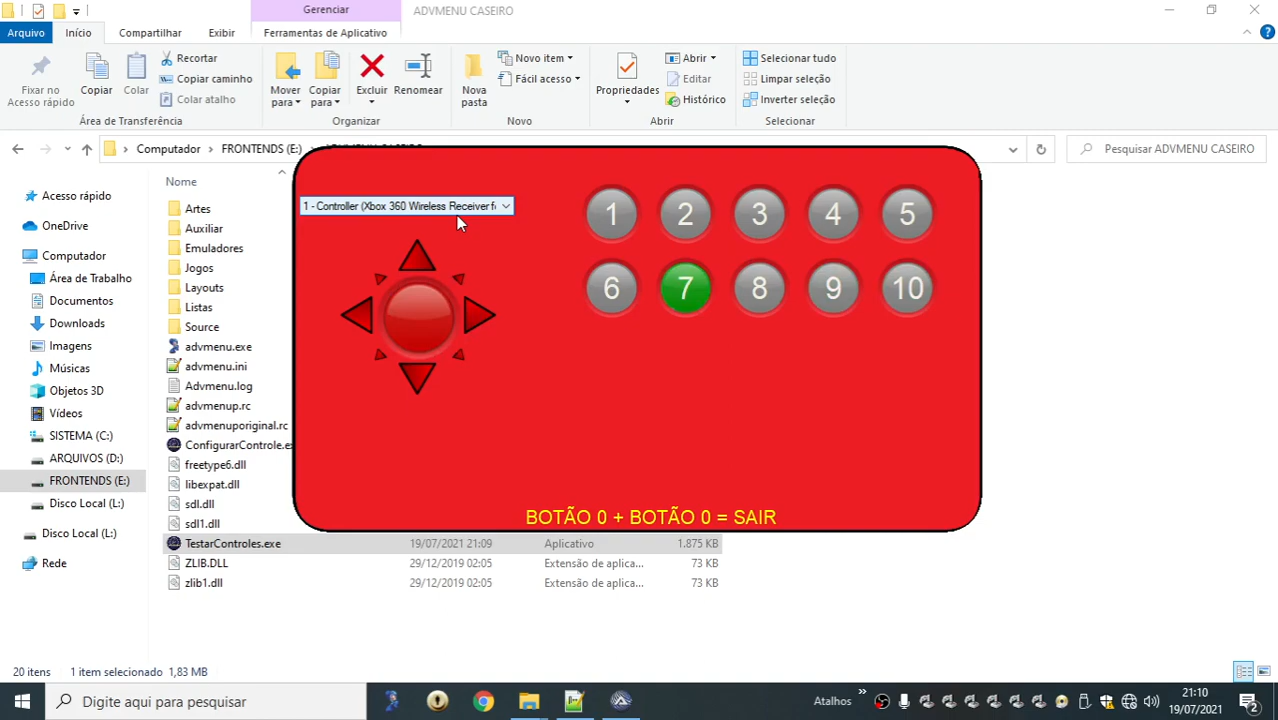 Gerenciar
ADVMENU CASEIRO
Arquivo
Início
Compartilhar
Exibir
Ferramentas de Aplicativo
Fixar no
Acesso rápido
Copiar
Colar
Recortar
Copiar caminho
Colar atalho
Área de Transferência
Mover
para
Copiar
para
Excluir
Renomear
Organizar
Nova
pasta
Novo item
Fácil acesso
Novo
Propriedades
Abrir
Editar
Histórico
Abrir
Selecionar tudo
Limpar seleção
Inverter seleção
Selecionar
Computador
FRONTENDS (E:)
Pesquisar ADVMENU CASEIRO
Acesso rápido
OneDrive
Computador
Área de Trabalho
Documentos
Downloads
Imagens
Músicas
Objetos 3D
Vídeos
SISTEMA (C:)
ARQUIVOS (D:)
FRONTENDS (E:)
Disco Local (L:)
Disco Local (L:)
Rede
Nome
Artes
Auxiliar
Emuladores
Jogos
Layouts
Listas
Source
advmenu.exe
advmenu.ini
Advmenu.log
advmenup.rc
advmenuporiginal.rc
ConfigurarControle.ex
freetype6.dll
libexpat.dll
sdl.dll
sdl1.dll
TestarControles.exe 19/07/2021 21:09 Aplicativo 1.875 KB
ZLIB.DLL 29/12/2019 02:05 Extensão de aplica... 73 KB
zlib1.dll 29/12/2019 02:05 Extensão de aplica... 73 KB
1 - Controller (Xbox 360 Wireless Receiver f
1 2 3 4 5
6 7 8 9 10
BOTÃO 0 + BOTÃO 0 = SAIR
20 itens 1 item selecionado 1,83 MB
Digite aqui para pesquisar
Atalhos
21:10
19/07/2021
2